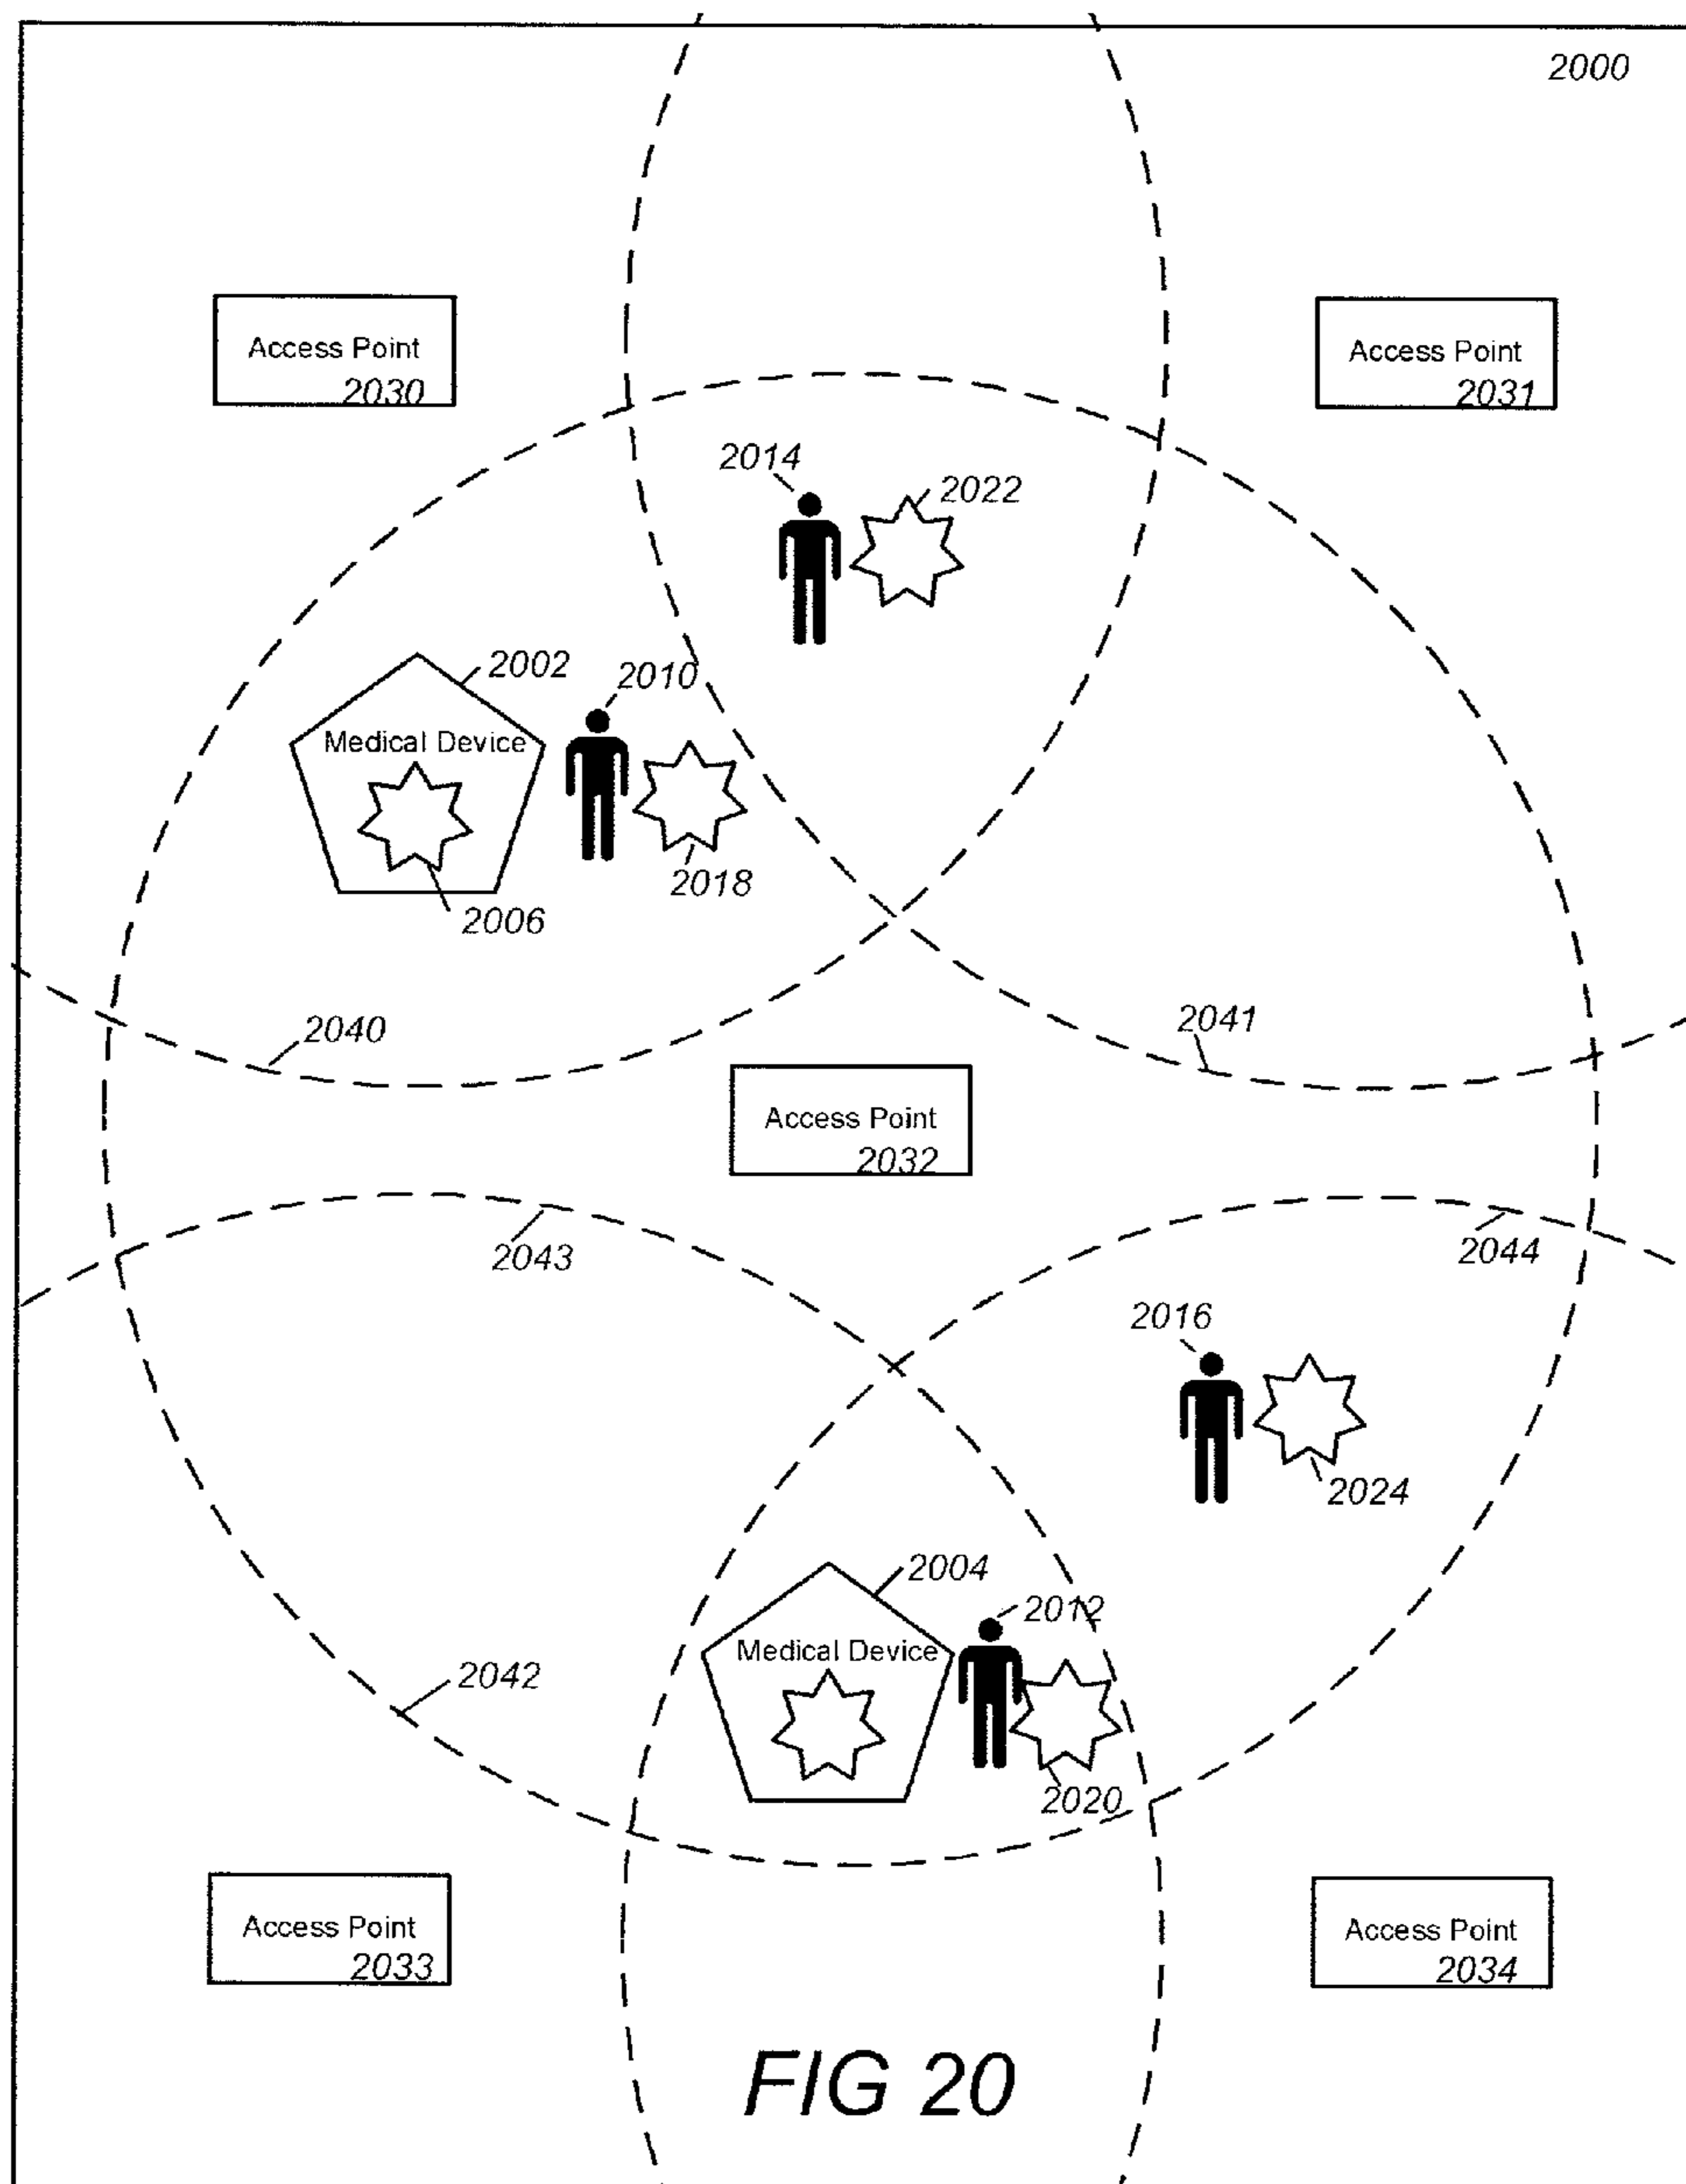 2000
Access Point
2030
Access Point
2031
2014
2022
2002
2010
Medical Device
2018
2006
2040
2041
Access Point
2032
2043
2044
2016
2024
2004
2012
Medical Device
2042
2020
Access Point
2033
Access Point
2034
FIG 20